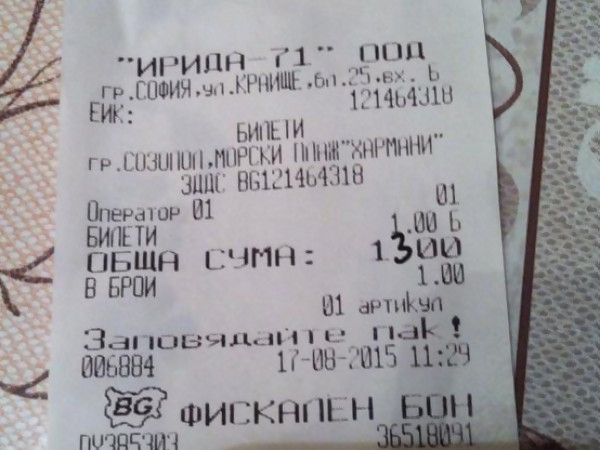 "ИРИДА-71" ООД
гр.СОФИЯ,ул.КРАИЩЕ,бл.25,вх. Б
ЕИК: 121464318
БИЛЕТИ
гр.СОЗОПОЛ,МОРСКИ ПЛАЖ"ХАРМАНИ"
ЗДДС BG121464318
Оператор 01 01
БИЛЕТИ 1.00 Б
ОБЩА СУМА: 1300
В БРОИ 1.00
01 артикул
Заповядайте пак!
006884 17-08-2015 11:29
BG ФИСКАЛЕН БОН
DY385303 36518091